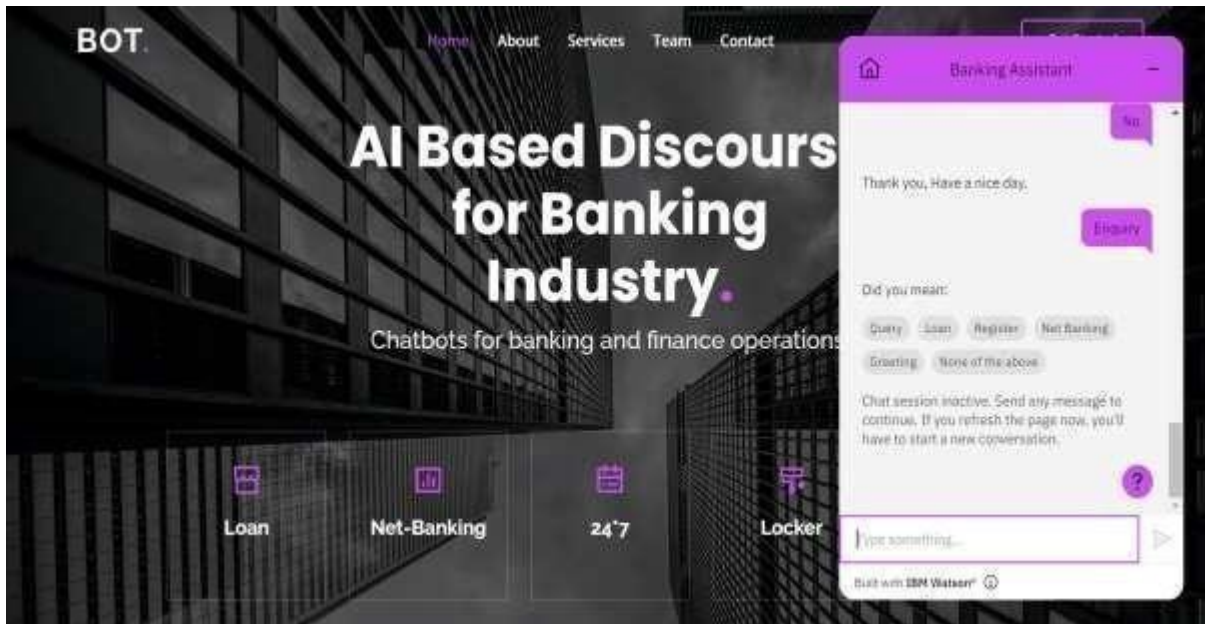 BOT.
Home About Services Team Contact
AI Based Discours
for Banking
Industry.
Chatbots for banking and finance operations
Loan
Net-Banking
24*7
Locker
Banking Assistant
No
Thank you, Have a nice day.
Enquiry
Did you mean:
Query Loan Register Net Banking
Greeting None of the above
Chat session inactive. Send any message to
continue. If you refresh the page now, you'll
have to start a new conversation.
?
Type something...
Built with IBM Watson®